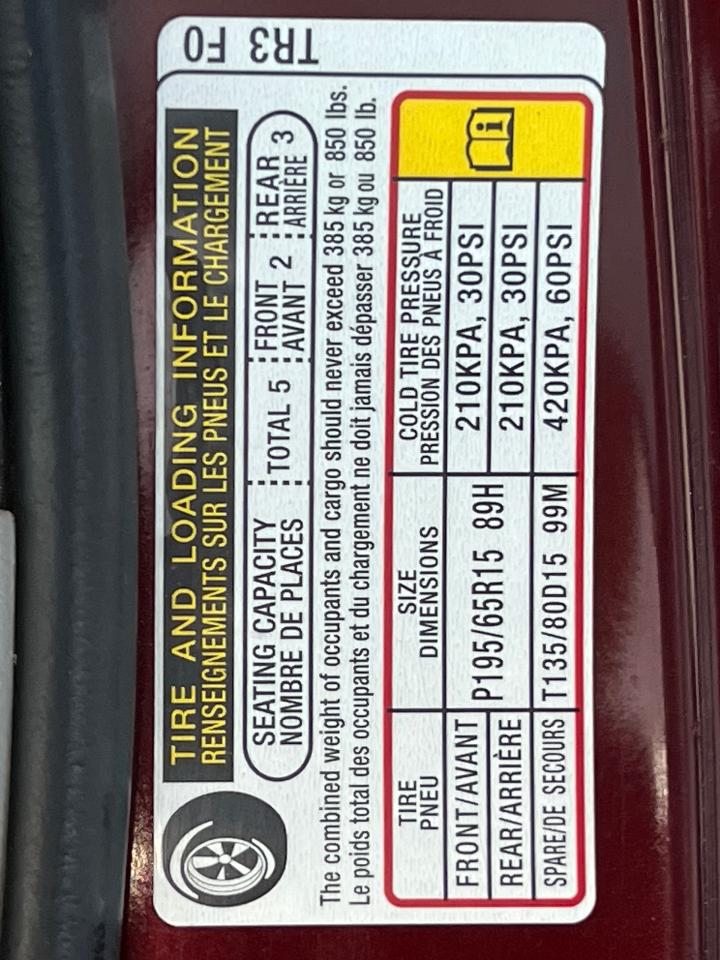 TIRE AND LOADING INFORMATION
RENSEIGNEMENTS SUR LES PNEUS ET LE CHARGEMENT
SEATING CAPACITY TOTAL 5 FRONT 2 REAR 3
NOMBRE DE PLACES AVANT ARRIÈRE
The combined weight of occupants and cargo should never exceed 385 kg or 850 lbs.
Le poids total des occupants et du chargement ne doit jamais dépasser 385 kg ou 850 lb.
TIRE SIZE COLD TIRE PRESSURE
PNEU DIMENSIONS PRESSION DES PNEUS À FROID
FRONT/AVANT P195/65R15 89H 210KPA, 30PSI
REAR/ARRIÈRE 210KPA, 30PSI
SPARE/DE SECOURS T135/80D15 99M 420KPA, 60PSI
TR3 F0